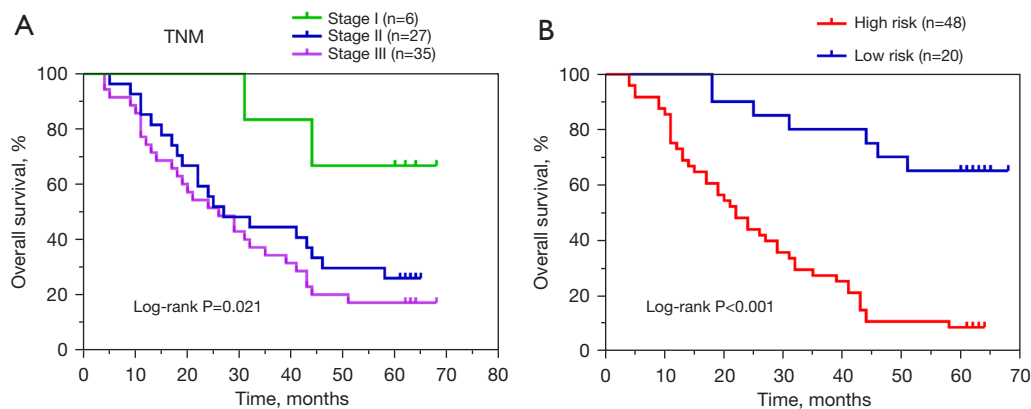 A
TNM
Stage I (n=6)
Stage II (n=27)
Stage III (n=35)
Overall survival, %
100
80
60
40
20
0
Log-rank P=0.021
0 10 20 30 40 50 60 70 80
Time, months
B
High risk (n=48)
Low risk (n=20)
Overall survival, %
100
80
60
40
20
0
Log-rank P<0.001
0 10 20 30 40 50 60 70
Time, months